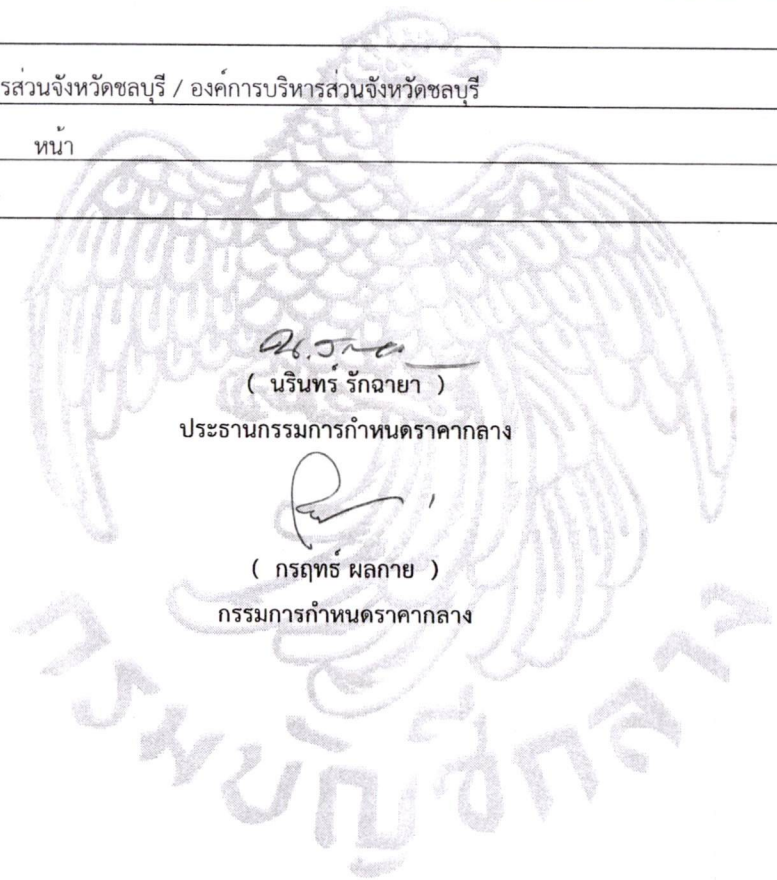 รส่วนจังหวัดชลบุรี / องค์การบริหารส่วนจังหวัดชลบุรี
หน้า
( นรินทร์ รักฉายา )
ประธานกรรมการกำหนดราคากลาง
( กรฤทธ์ ผลกาย )
กรรมการกำหนดราคากลาง
กรมบัญชีกลาง